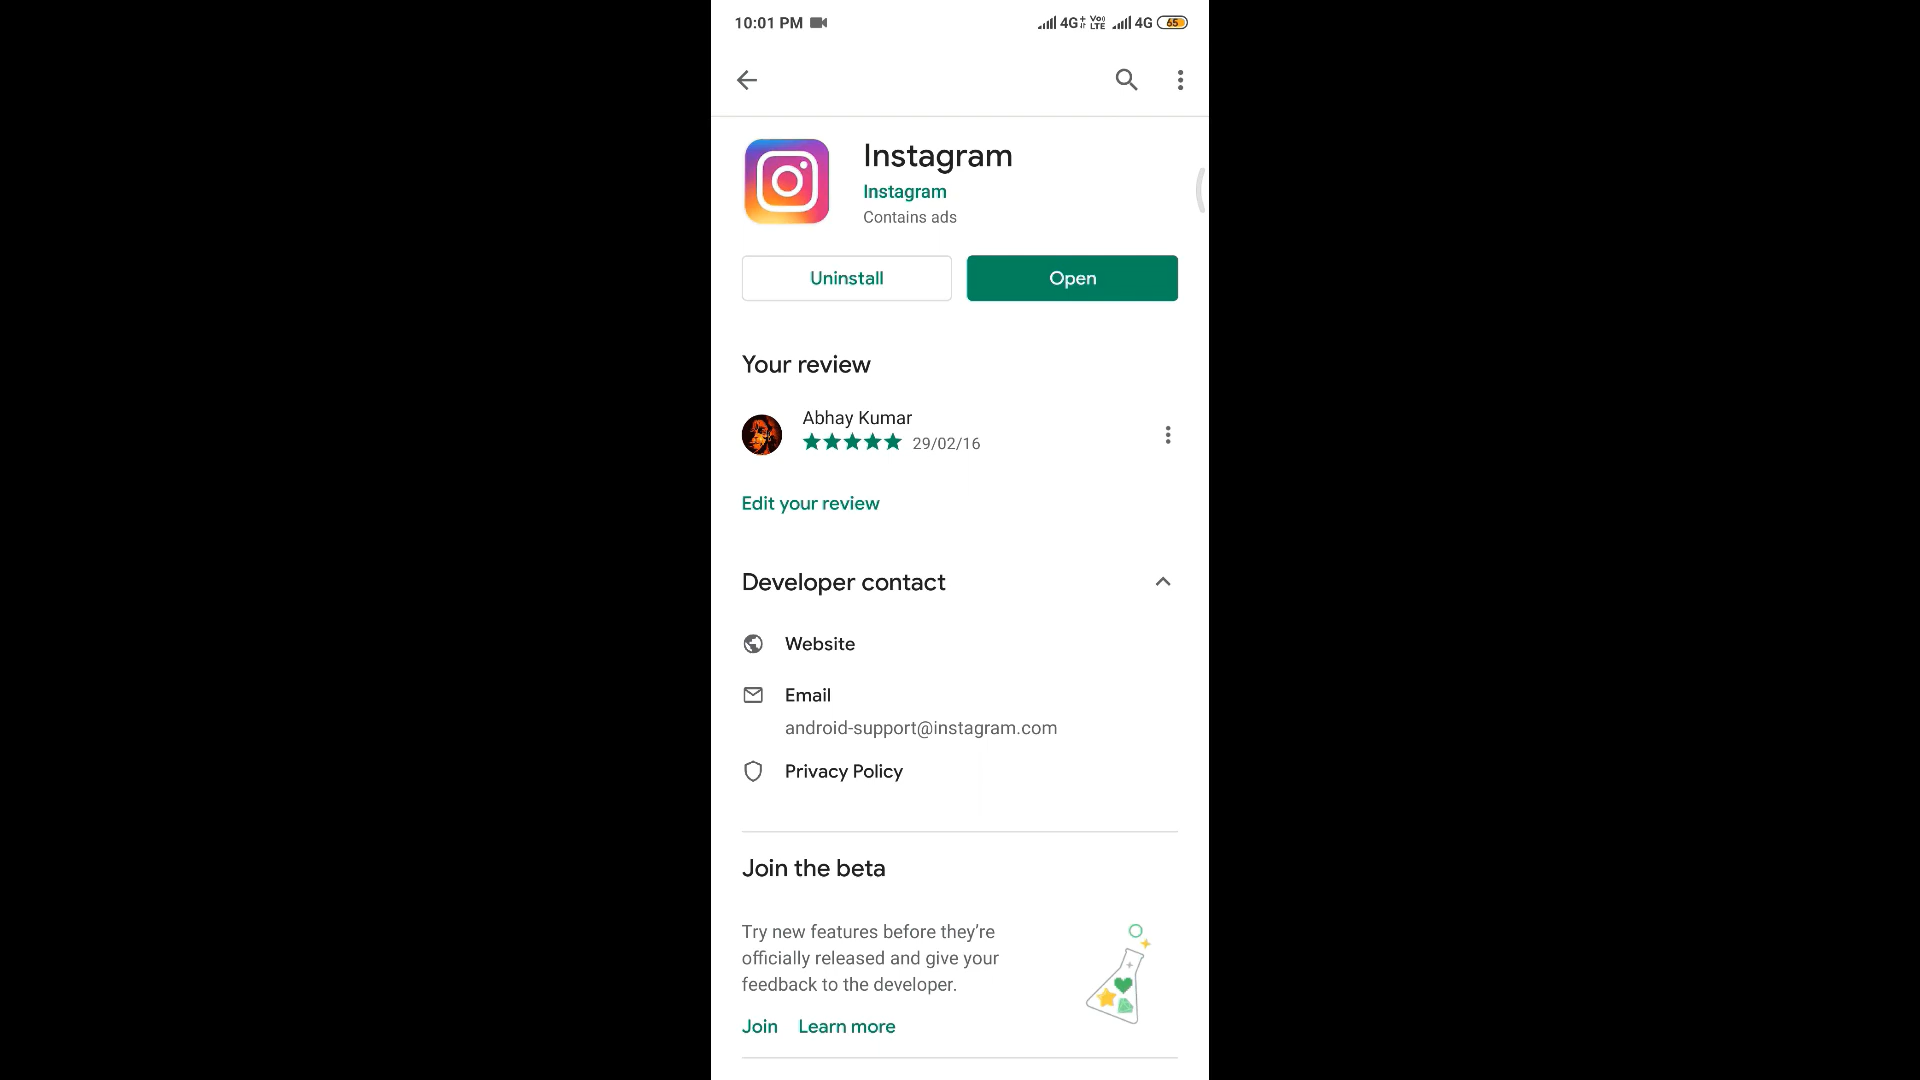 10:01 PM 4G+ Vo) LTE 4G 65
Instagram
Instagram
Contains ads
Uninstall Open
Your review
Abhay Kumar
29/02/16
Edit your review
Developer contact
Website
Email
android-support@instagram.com
Privacy Policy
Join the beta
Try new features before they’re
officially released and give your
feedback to the developer.
Join Learn more